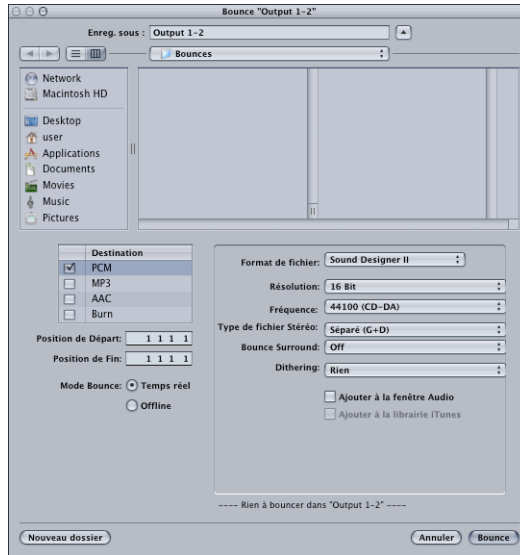 Bounce "Output 1-2"
Enreg. sous : Output 1-2
Bounces
Network
Macintosh HD
Desktop
user
Applications
Documents
Movies
Music
Pictures
Destination
PCM
MP3
AAC
Burn
Position de Départ: 1 1 1 1
Position de Fin: 1 1 1 1
Mode Bounce: Temps réel
Offline
Format de fichier: Sound Designer II
Résolution: 16 Bit
Fréquence: 44100 (CD-DA)
Type de fichier Stéréo: Séparé (G+D)
Bounce Surround: Off
Dithering: Rien
Ajouter à la fenêtre Audio
Ajouter à la librairie iTunes
---- Rien à bouncer dans "Output 1-2" ----
Nouveau dossier
Annuler
Bounce